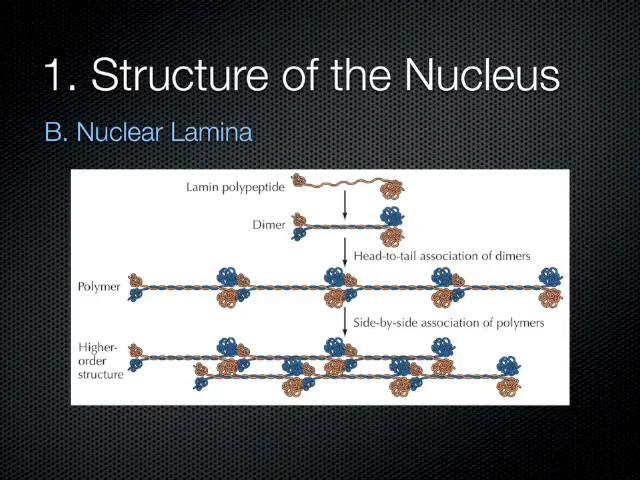 1. Structure of the Nucleus
B. Nuclear Lamina
Lamin polypeptide
Dimer
Head-to-tail association of dimers
Polymer
Side-by-side association of polymers
Higher-
order
structure